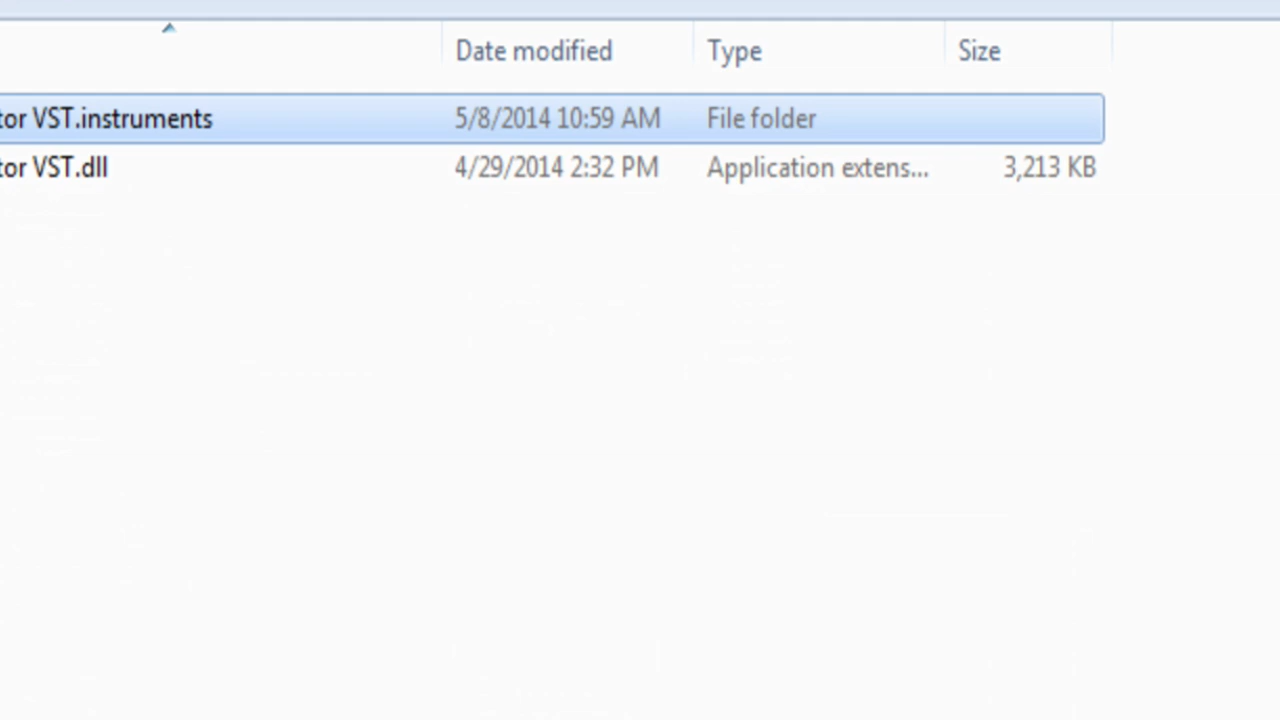 Date modified Type Size
tor VST.instruments 5/8/2014 10:59 AM File folder
tor VST.dll 4/29/2014 2:32 PM Application extens... 3,213 KB